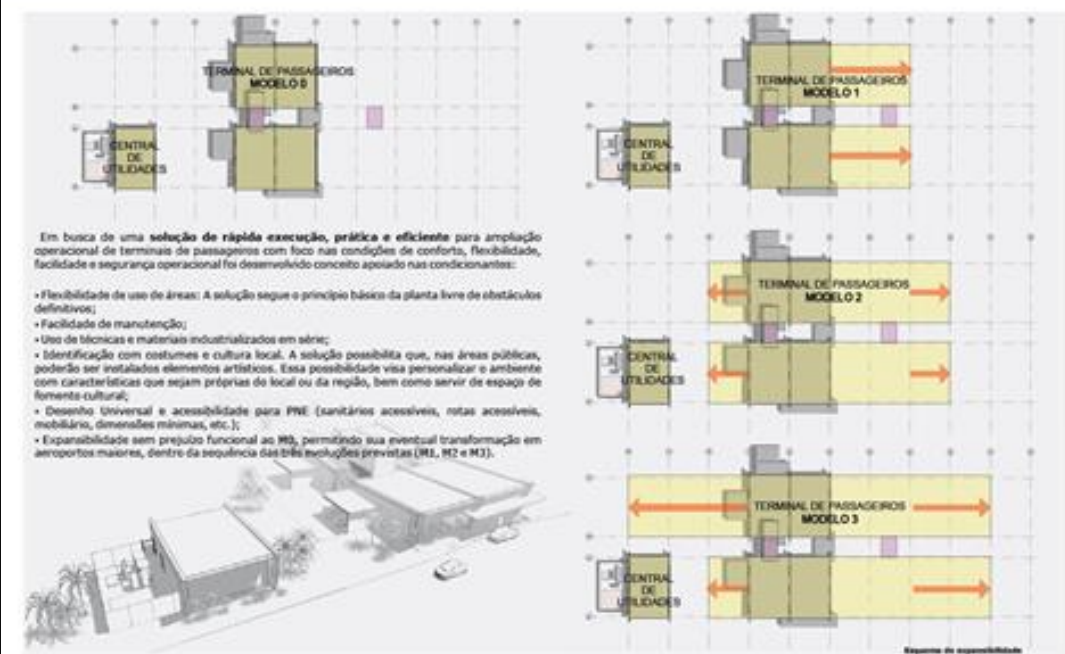 TERMINAL DE PASSAGEIROS
MODELO 0
CENTRAL
DE
UTILIDADES
Em busca de uma solução de rápida execução, prática e eficiente para ampliação
operacional de terminais de passageiros com foco nas condições de conforto, flexibilidade,
facilidade e segurança operacional foi desenvolvido conceito apoiado nas condicionantes:
• Flexibilidade de uso de áreas: A solução segue o princípio básico da planta livre de obstáculos
definitivos;
• Facilidade de manutenção;
• Uso de técnicas e materiais industrializados em série;
• Identificação com costumes e cultura local. A solução possibilita que, nas áreas públicas,
poderão ser instalados elementos artísticos. Essa possibilidade visa personalizar o ambiente
com características que sejam próprias do local ou da região, bem como servir de espaço de
fomento cultural;
• Desenho Universal e acessibilidade para PNE (sanitários acessíveis, rotas acessíveis,
mobiliário, dimensões mínimas, etc.);
• Expansibilidade sem prejuízo funcional ao M0, permitindo sua eventual transformação em
aeroportos maiores, dentro da sequência das três evoluções previstas (M1, M2 e M3).
TERMINAL DE PASSAGEIROS
MODELO 1
CENTRAL
DE
UTILIDADES
TERMINAL DE PASSAGEIROS
MODELO 2
CENTRAL
DE
UTILIDADES
TERMINAL DE PASSAGEIROS
MODELO 3
CENTRAL
DE
UTILIDADES
Esquema de expansibilidade